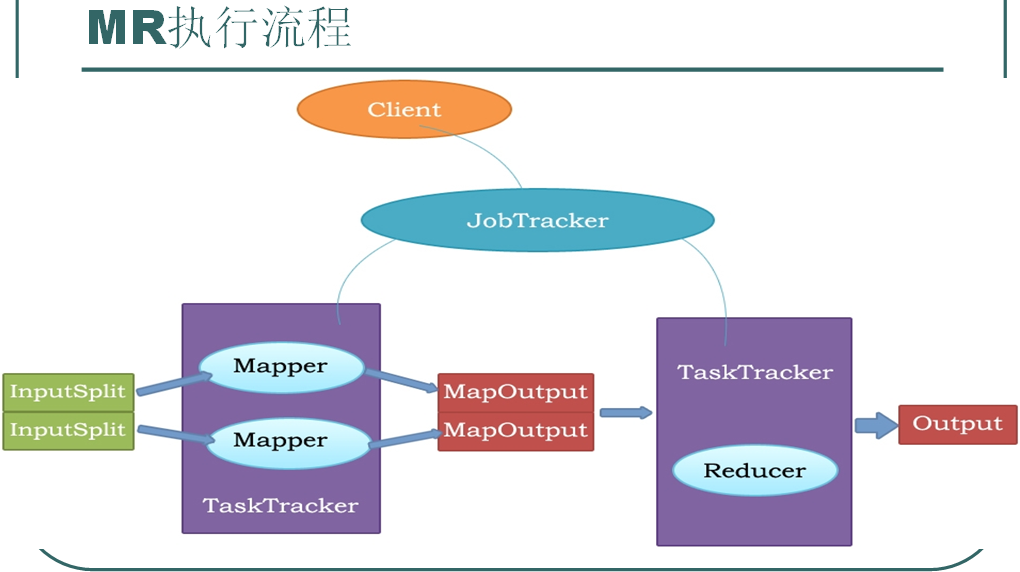 MR执行流程
Client
JobTracker
InputSplit
InputSplit
Mapper
Mapper
TaskTracker
MapOutput
MapOutput
TaskTracker
Reducer
Output